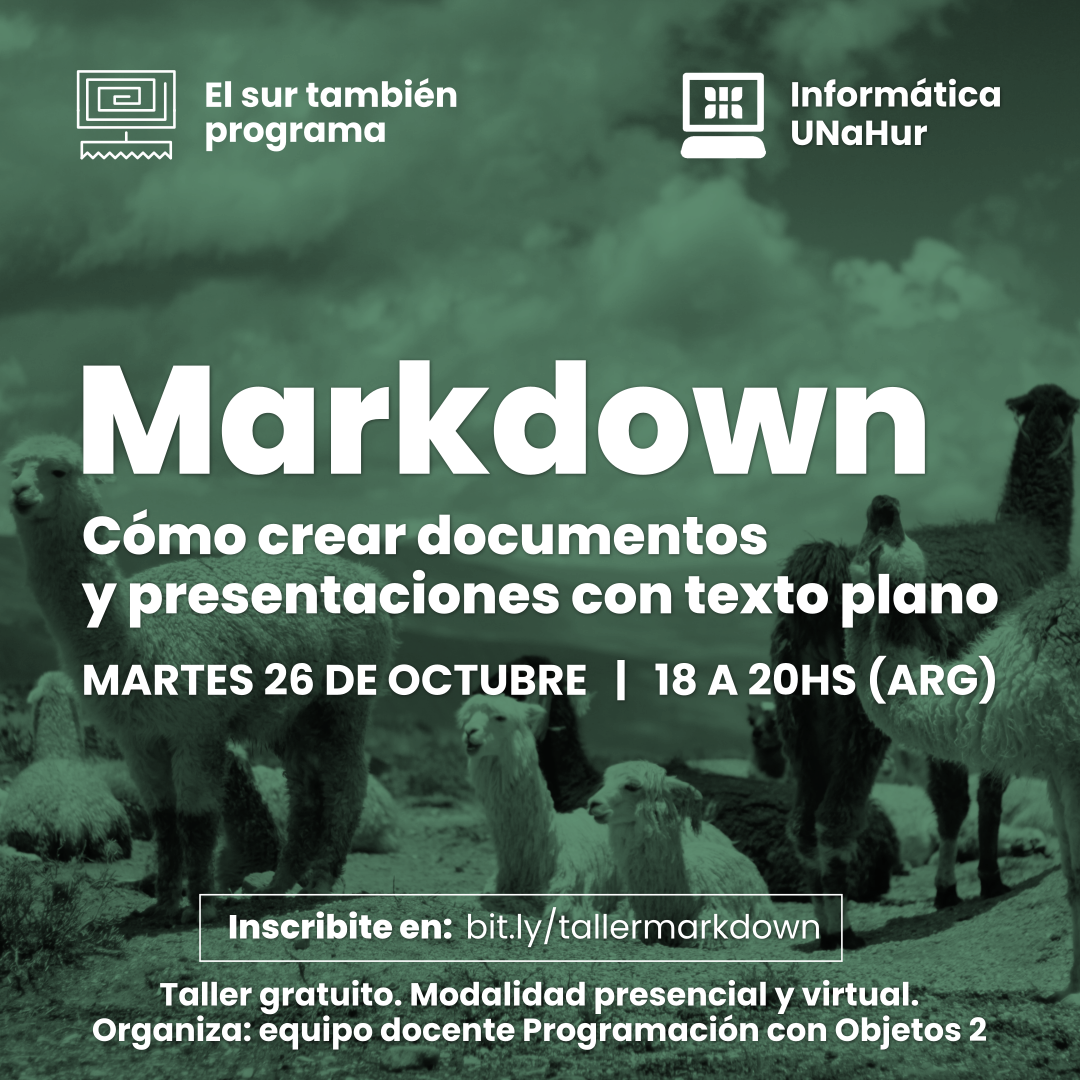 El sur también
programa
Informática
UNaHur
Markdown
Cómo crear documentos
y presentaciones con texto plano
MARTES 26 DE OCTUBRE | 18 A 20HS (ARG)
Inscribite en: bit.ly/tallermarkdown
Taller gratuito. Modalidad presencial y virtual.
Organiza: equipo docente Programación con Objetos 2